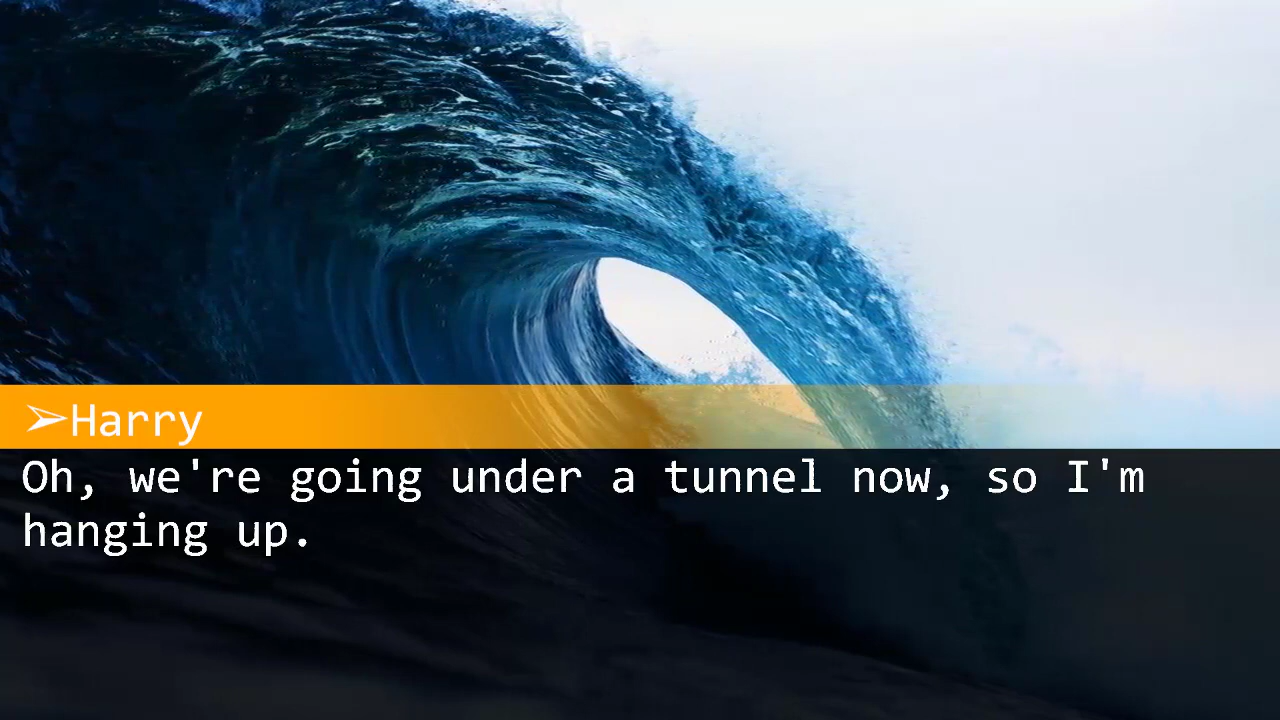 ➢Harry
Oh, we're going under a tunnel now, so I'm
hanging up.